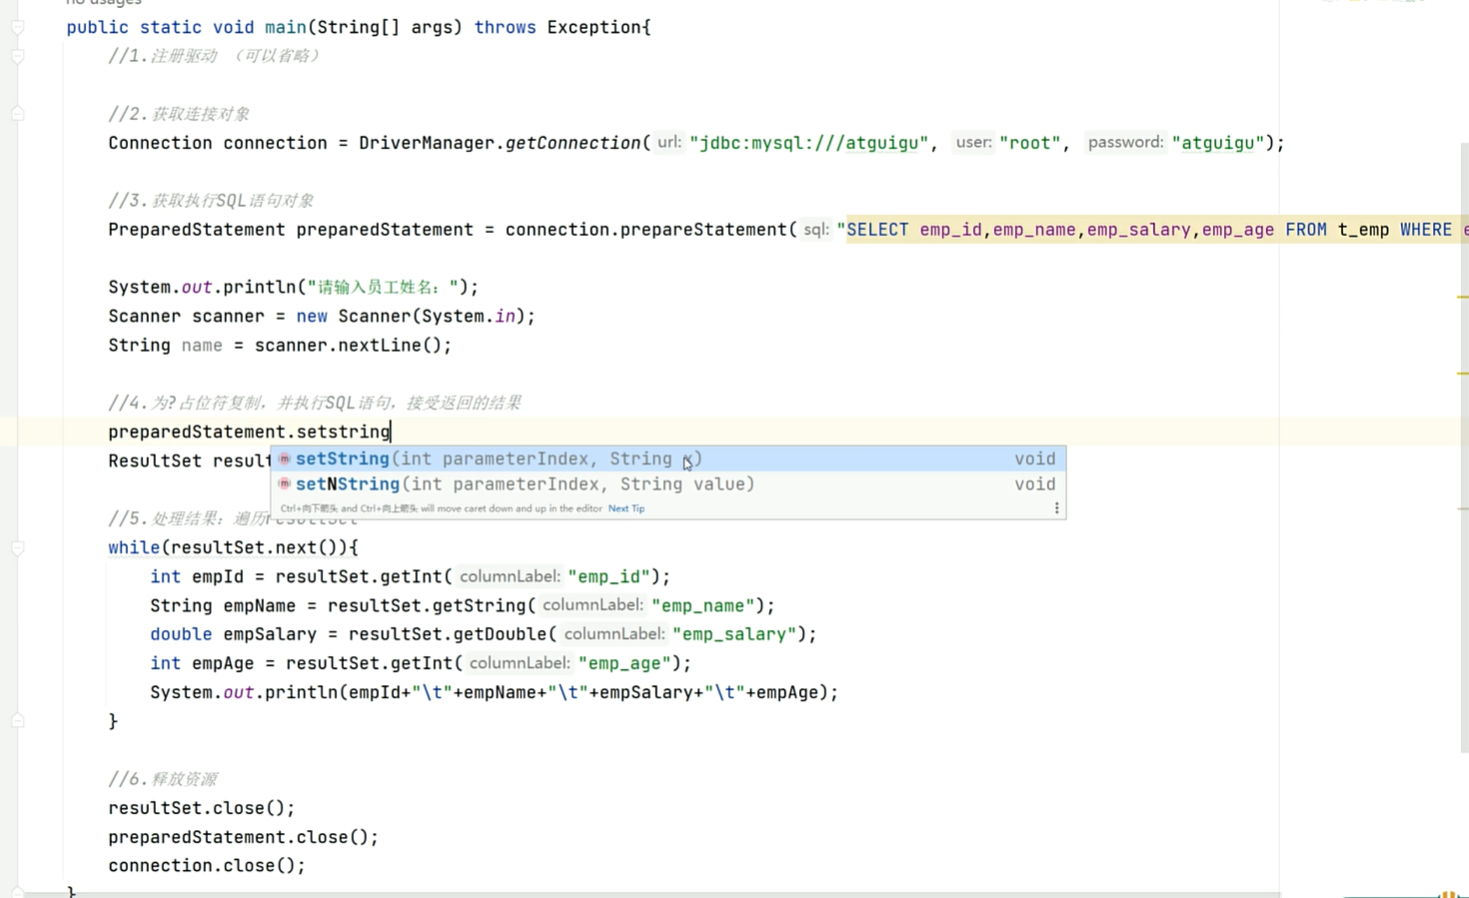 no usages
public static void main(String[] args) throws Exception{
//1.注册驱动 （可以省略）
//2.获取连接对象
Connection connection = DriverManager.getConnection( url: "jdbc:mysql:///atguigu", user: "root", password: "atguigu");
//3.获取执行SQL语句对象
PreparedStatement preparedStatement = connection.prepareStatement( sql: "SELECT emp_id,emp_name,emp_salary,emp_age FROM t_emp WHERE
System.out.println("请输入员工姓名：");
Scanner scanner = new Scanner(System.in);
String name = scanner.nextLine();
//4.为?占位符复制，并执行SQL语句，接受返回的结果
preparedStatement.setstring
ResultSet result
setString(int parameterIndex, String x) void
setNString(int parameterIndex, String value) void
Ctrl+向下箭头 and Ctrl+向上箭头 will move caret down and up in the editor Next Tip
//5.处理结果：遍历resultSet
while(resultSet.next()){
int empId = resultSet.getInt( columnLabel: "emp_id");
String empName = resultSet.getString( columnLabel: "emp_name");
double empSalary = resultSet.getDouble( columnLabel: "emp_salary");
int empAge = resultSet.getInt( columnLabel: "emp_age");
System.out.println(empId+"\t"+empName+"\t"+empSalary+"\t"+empAge);
}
//6.释放资源
resultSet.close();
preparedStatement.close();
connection.close();
}